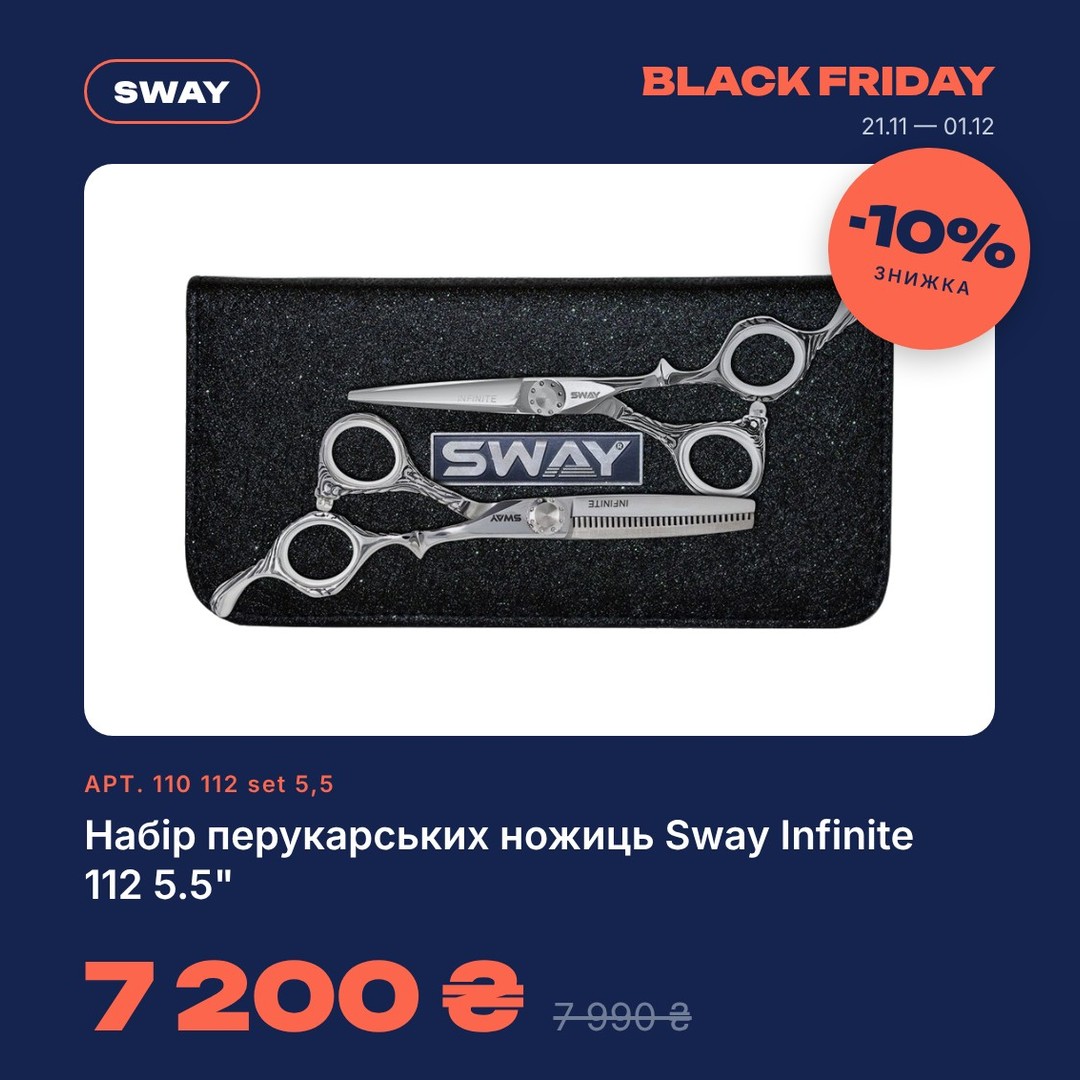 SWAY
BLACK FRIDAY
21.11 — 01.12
-10%
ЗНИЖКА
INFINITE
SWAY
SWAY®
INFINITE
SWAY
АРТ. 110 112 set 5,5
Набір перукарських ножиць Sway Infinite
112 5.5"
7 200 ₴
7 990 ₴